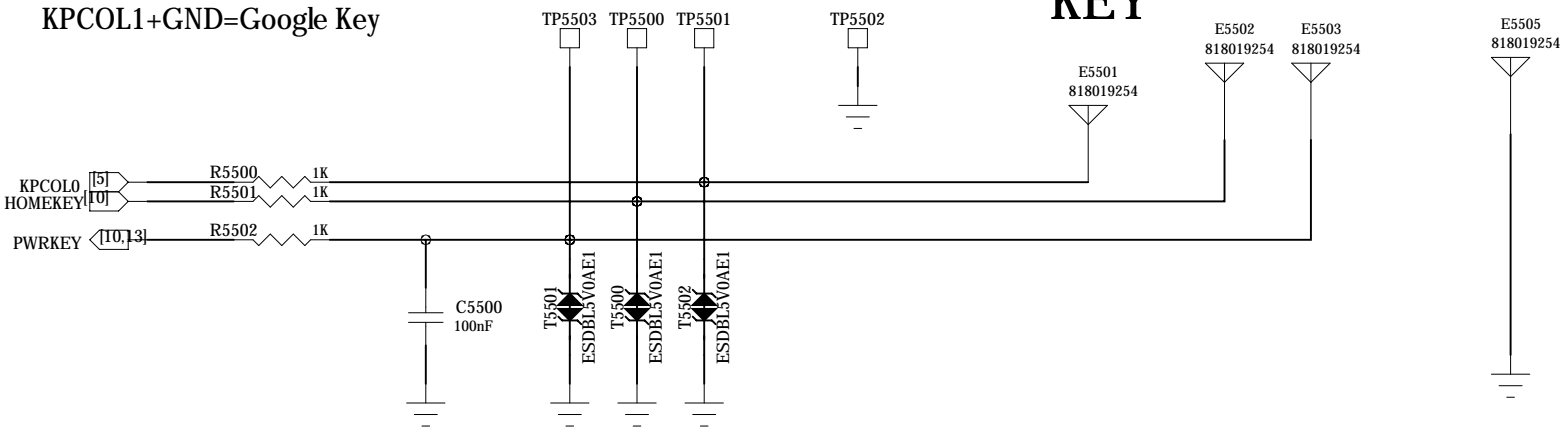 KPCOL1+GND=Google Key
KEY
TP5503 TP5500 TP5501
TP5502
E5502
818019254
E5503
818019254
E5505
818019254
E5501
818019254
KPCOL0 [5] R5500 1K
HOMEKEY [10] R5501 1K
PWRKEY [10,13] R5502 1K
C5500
100nF
T5501
ESDBL5V0AE1
T5500
ESDBL5V0AE1
T5502
ESDBL5V0AE1